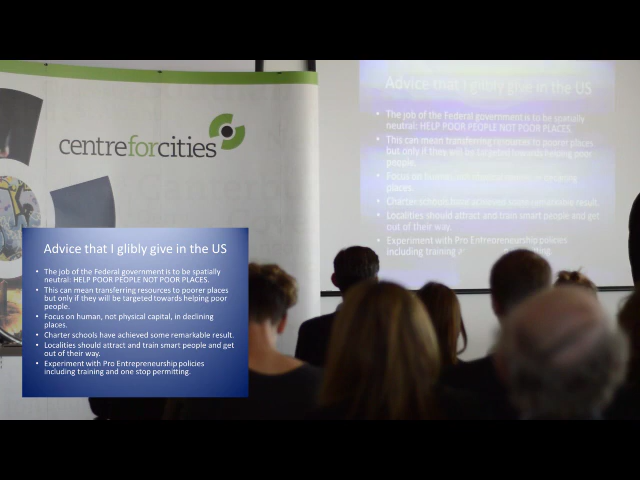 centreforcities
Advice that I glibly give in the US
• The job of the Federal government is to be spatially
neutral: HELP POOR PEOPLE NOT POOR PLACES.
• This can mean transferring resources to poorer places
but only if they will be targeted towards helping poor
people.
• Focus on human, not physical capital, in declining
places.
• Charter schools have achieved some remarkable result.
• Localities should attract and train smart people and get
out of their way.
• Experiment with Pro Entrepreneurship policies
including training and one stop permitting.
Advice that I glibly give in the US
• The job of the Federal government is to be spatially
neutral: HELP POOR PEOPLE NOT POOR PLACES.
• This can mean transferring resources to poorer places
but only if they will be targeted towards helping poor
people.
• Focus on human, not physical capital, in declining
places.
• Charter schools have achieved some remarkable result.
• Localities should attract and train smart people and get
out of their way.
• Experiment with Pro Entrepreneurship policies
including training